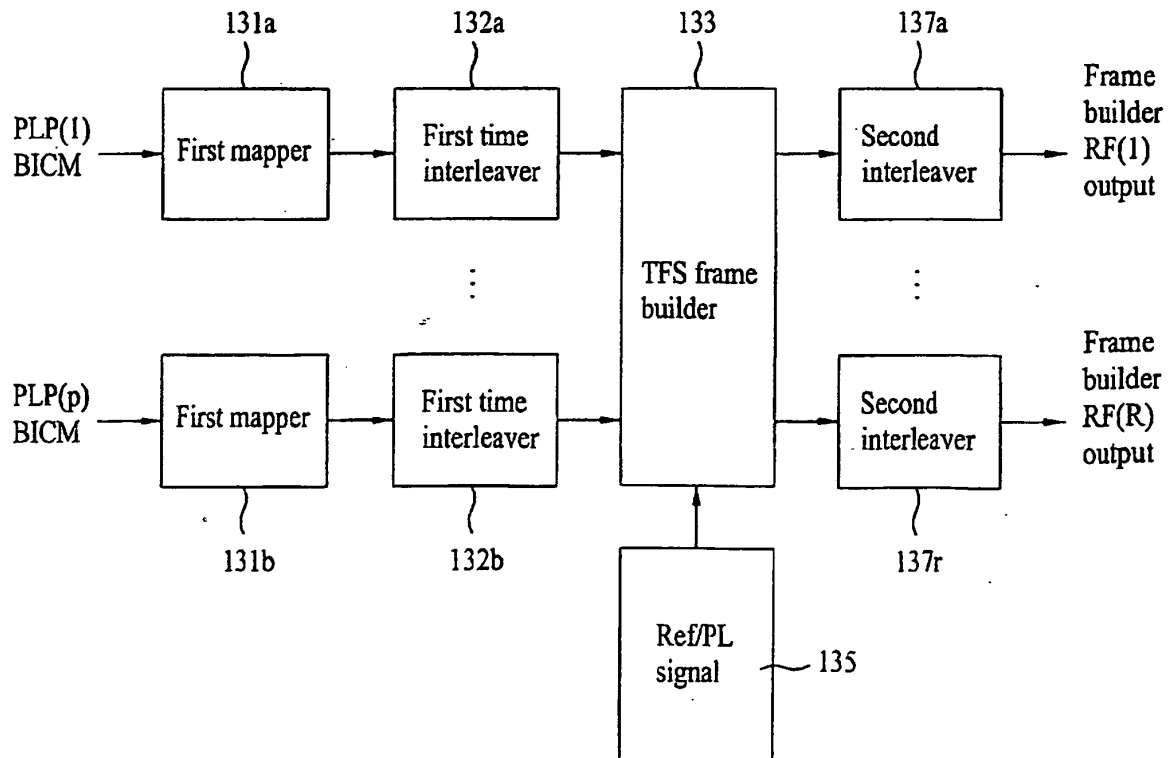 131a
132a
133
137a
PLP(1)
BICM
First mapper
First time
interleaver
TFS frame
builder
Second
interleaver
Frame
builder
RF(1)
output
PLP(p)
BICM
First mapper
First time
interleaver
Second
interleaver
Frame
builder
RF(R)
output
131b
132b
137r
Ref/PL
signal
135